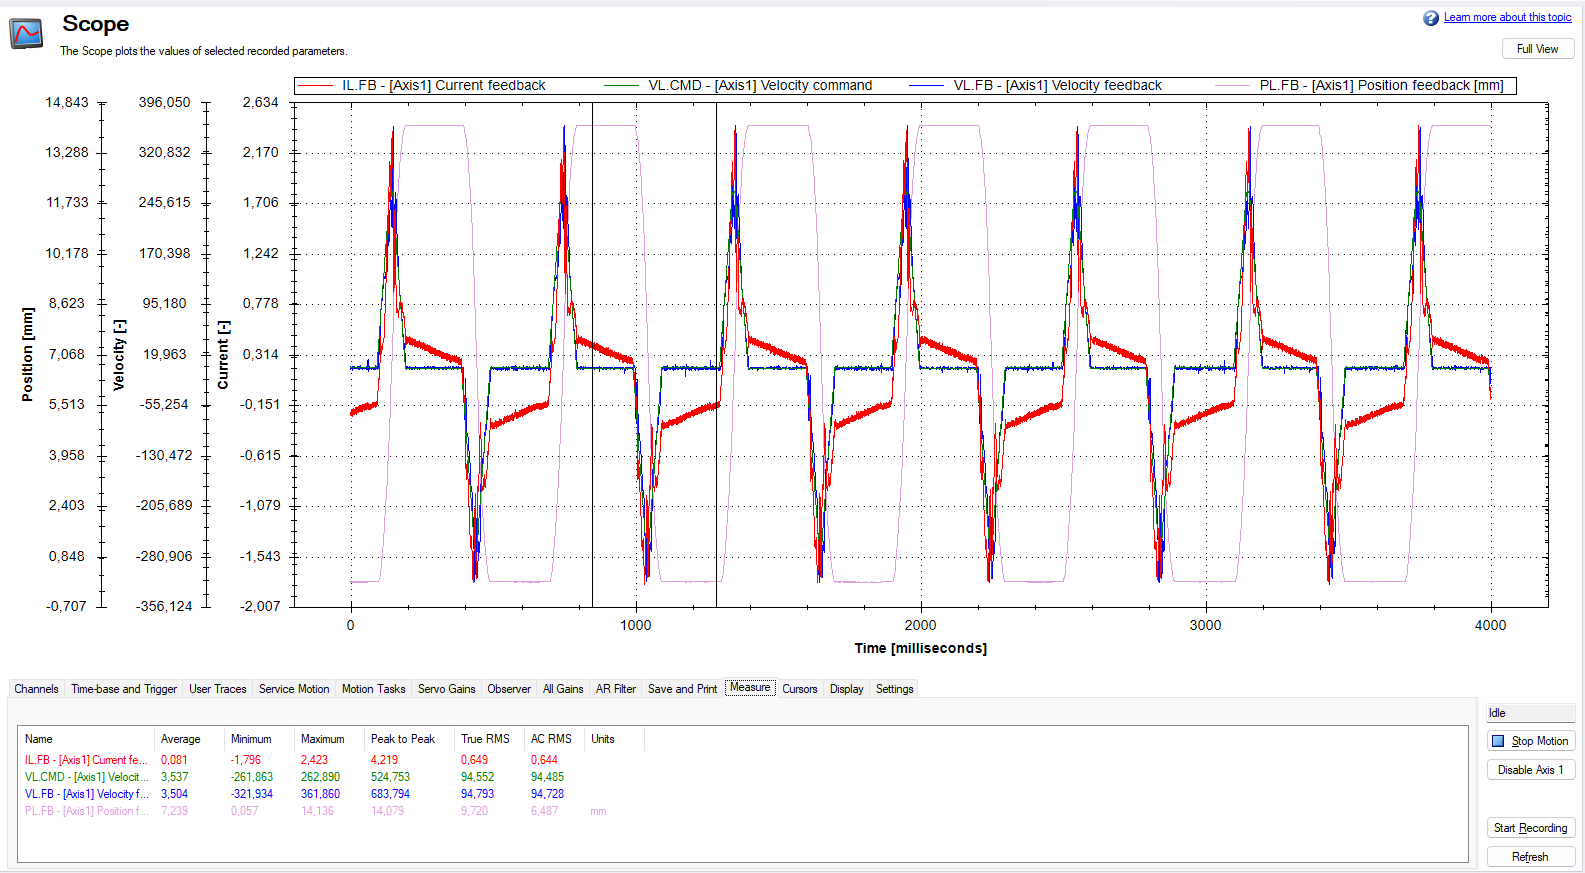 Scope
Learn more about this topic
The Scope plots the values of selected recorded parameters.
Full View
IL.FB - [Axis1] Current feedback VL.CMD - [Axis1] Velocity command VL.FB - [Axis1] Velocity feedback PL.FB - [Axis1] Position feedback [mm]
14,843 396,050 2,634
13,288 320,832 2,170
11,733 245,615 1,706
10,178 170,398 1,242
8,623 95,180 0,778
7,068 19,963 0,314
5,513 -55,254 -0,151
3,958 -130,472 -0,615
2,403 -205,689 -1,079
0,848 -280,906 -1,543
-0,707 -356,124 -2,007
Position [mm]
Velocity [-]
Current [-]
0 1000 2000 3000 4000
Time [milliseconds]
Channels Time-base and Trigger User Traces Service Motion Motion Tasks Servo Gains Observer All Gains AR Filter Save and Print Measure Cursors Display Settings
Name Average Minimum Maximum Peak to Peak True RMS AC RMS Units
IL.FB - [Axis1] Current fe... 0,081 -1,796 2,423 4,219 0,649 0,644
VL.CMD - [Axis1] Velocit... 3,537 -261,863 262,890 524,753 94,552 94,485
VL.FB - [Axis1] Velocity f... 3,504 -321,934 361,860 683,794 94,793 94,728
PL.FB - [Axis1] Position f... 7,239 0,057 14,136 14,079 9,720 6,487 mm
Idle
Stop Motion
Disable Axis 1
Start Recording
Refresh